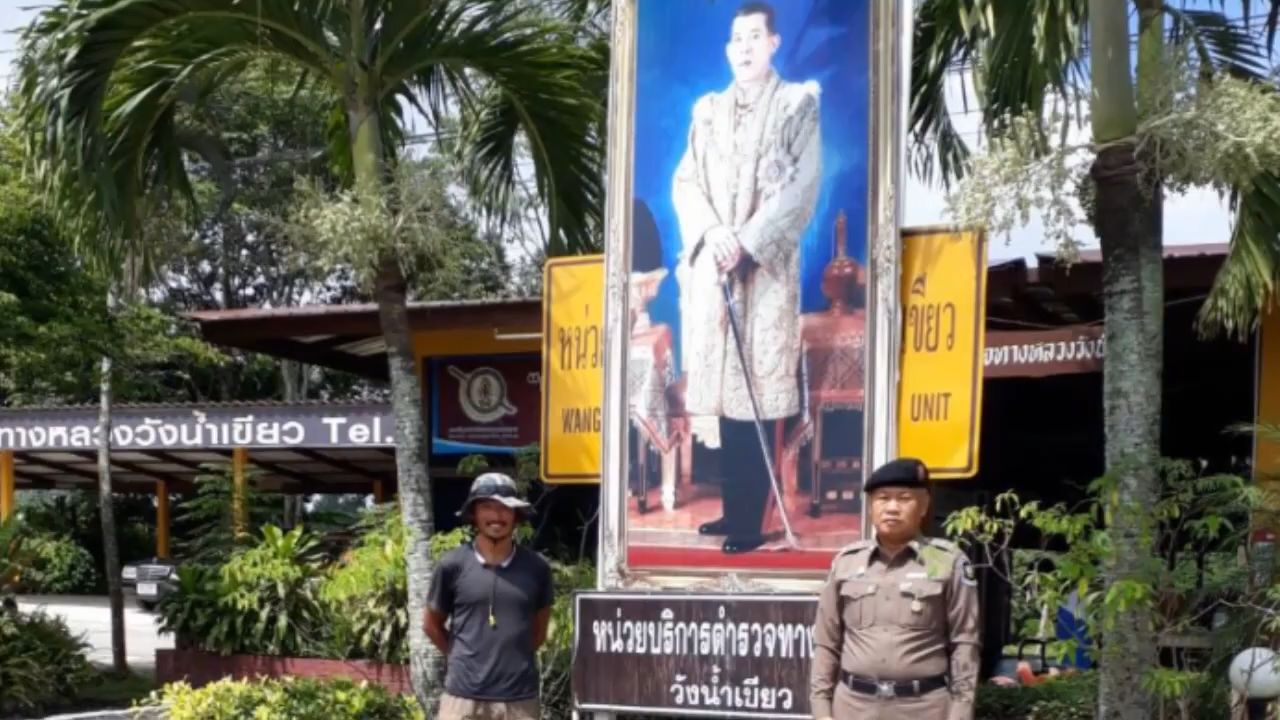 หน่วย
WANG
เขียว
UNIT
ทางหลวงวังน้ำเขียว Tel.
จทางหลวงวังน้ำ
หน่วยบริการตำรวจทาง
วังน้ำเขียว